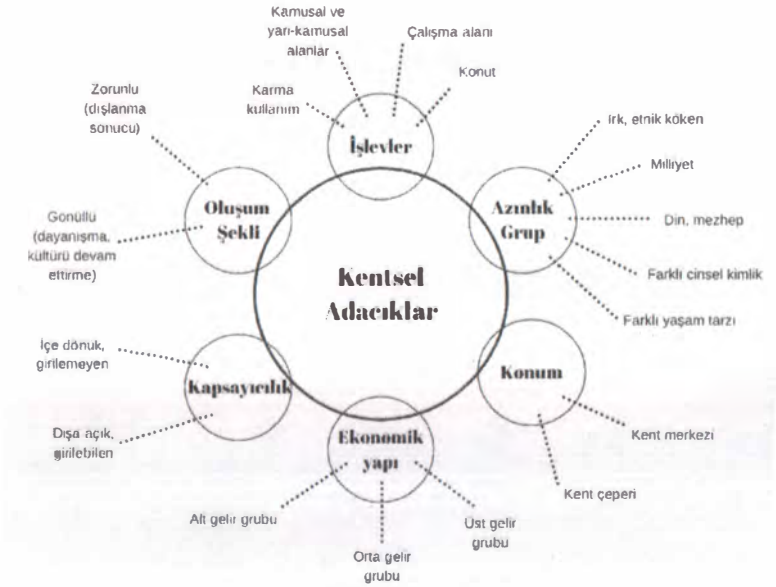 Kamusal ve
yarı-kamusal
alanlar
Çalışma alanı
Konut
Karma
kullanım
İşlevler
Zorunlu
(dışlanma
sonucu)
Gönüllü
(dayanışma,
kültürü devam
ettirme)
Oluşum
Şekli
Irk, etnik köken
Milliyet
Din, mezhep
Farklı cinsel kimlik
Farklı yaşam tarzı
Azınlık
Grup
Kentsel
Adacıklar
İçe dönük,
girilemeyen
Dışa açık,
girilebilen
Kapsayıcılık
Konum
Kent merkezi
Kent çeperi
Ekonomik
yapı
Alt gelir grubu
Orta gelir
grubu
Üst gelir
grubu